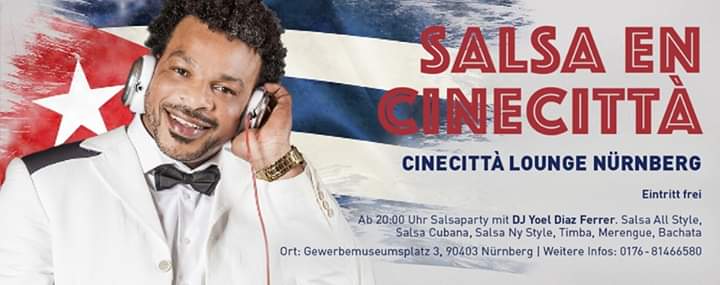 SALSA EN
CINECITTÀ
CINECITTÀ LOUNGE NÜRNBERG
Eintritt frei
Ab 20:00 Uhr Salsaparty mit DJ Yoel Diaz Ferrer. Salsa All Style,
Salsa Cubana, Salsa Ny Style, Timba, Merengue, Bachata
Ort: Gewerbemuseumsplatz 3, 90403 Nürnberg | Weitere Infos: 0176-81466580